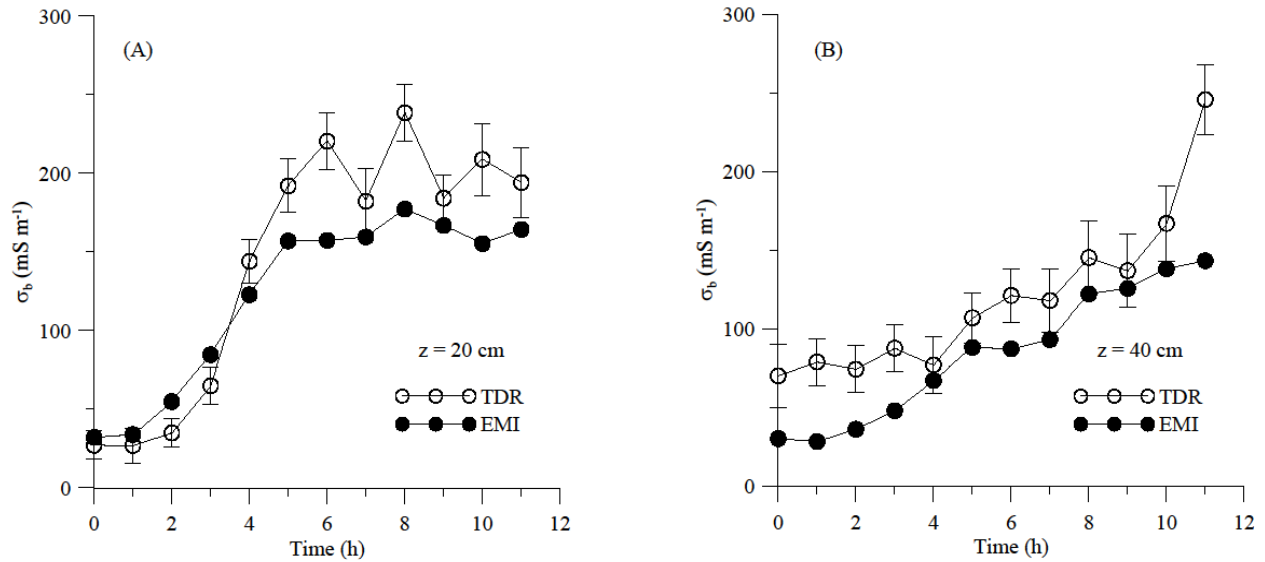 (A)
300
200
100
0
σb (mS m⁻¹)
z = 20 cm
TDR
EMI
0 2 4 6 8 10 12
Time (h)
(B)
300
200
100
0
σb (mS m⁻¹)
z = 40 cm
TDR
EMI
0 2 4 6 8 10 12
Time (h)